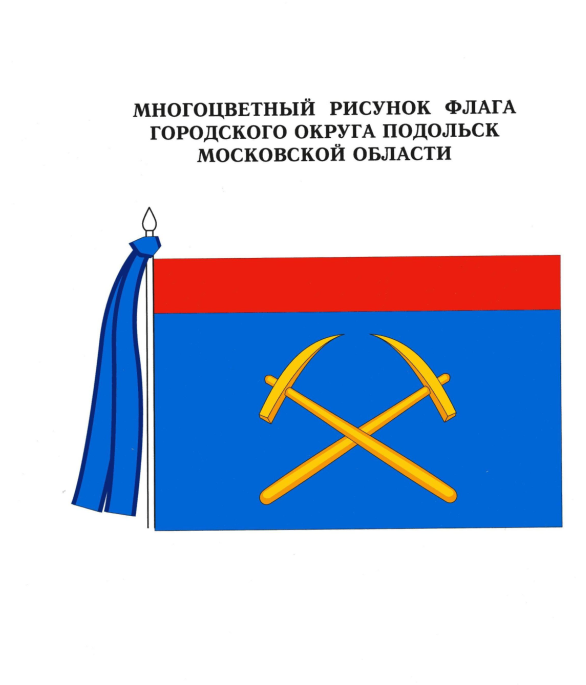 МНОГОЦВЕТНЫЙ РИСУНОК ФЛАГА
ГОРОДСКОГО ОКРУГА ПОДОЛЬСК
МОСКОВСКОЙ ОБЛАСТИ